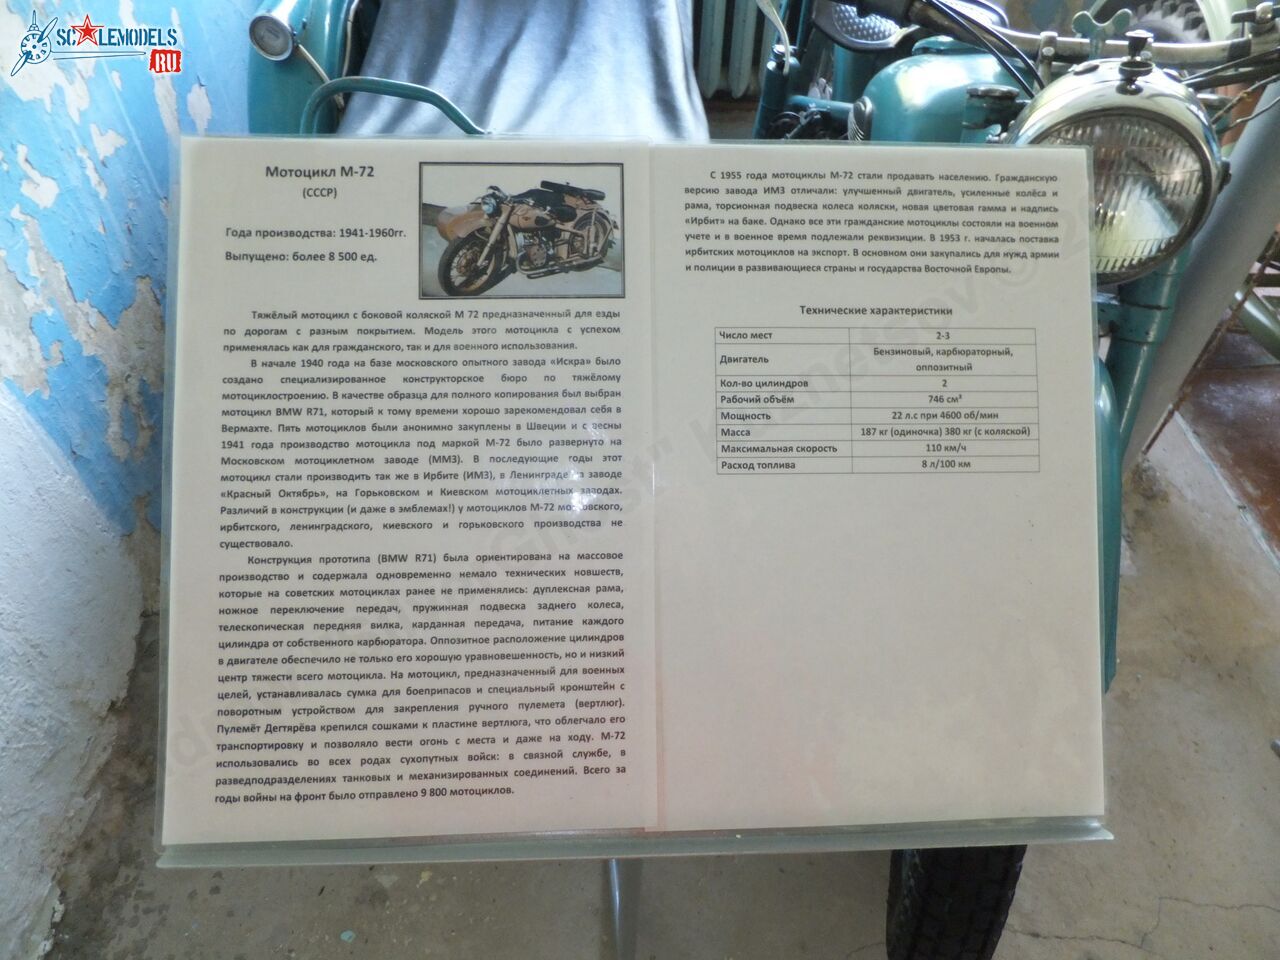 SCALEMODELS
RU
Мотоцикл М-72
(СССР)
Года производства: 1941-1960гг.
Выпущено: более 8 500 ед.
Тяжёлый мотоцикл с боковой коляской М 72 предназначенный для езды
по дорогам с разным покрытием. Модель этого мотоцикла с успехом
применялась как для гражданского, так и для военного использования.
В начале 1940 года на базе московского опытного завода «Искра» было
создано специализированное конструкторское бюро по тяжёлому
мотоциклостроению. В качестве образца для полного копирования был выбран
мотоцикл BMW R71, который к тому времени хорошо зарекомендовал себя в
Вермахте. Пять мотоциклов были анонимно закуплены в Швеции и с весны
1941 года производство мотоцикла под маркой М-72 было развернуто на
Московском мотоциклетном заводе (ММЗ). В последующие годы этот
мотоцикл стали производить так же в Ирбите (ИМЗ), в Ленинграде на заводе
«Красный Октябрь», на Горьковском и Киевском мотоциклетных заводах.
Различий в конструкции (и даже в эмблемах!) у мотоциклов М-72 московского,
ирбитского, ленинградского, киевского и горьковского производства не
существовало.
Конструкция прототипа (BMW R71) была ориентирована на массовое
производство и содержала одновременно немало технических новшеств,
которые на советских мотоциклах ранее не применялись: дуплексная рама,
ножное переключение передач, пружинная подвеска заднего колеса,
телескопическая передняя вилка, карданная передача, питание каждого
цилиндра от собственного карбюратора. Оппозитное расположение цилиндров
в двигателе обеспечило не только его хорошую уравновешенность, но и низкий
центр тяжести всего мотоцикла. На мотоцикл, предназначенный для военных
целей, устанавливалась сумка для боеприпасов и специальный кронштейн с
поворотным устройством для закрепления ручного пулемета (вертлюг).
Пулемёт Дегтярёва крепился сошками к пластине вертлюга, что облегчало его
транспортировку и позволяло вести огонь с места и даже на ходу. М-72
использовались во всех родах сухопутных войск: в связной службе, в
разведподразделениях танковых и механизированных соединений. Всего за
годы войны на фронт было отправлено 9 800 мотоциклов.
С 1955 года мотоциклы М-72 стали продавать населению. Гражданскую
версию завода ИМЗ отличали: улучшенный двигатель, усиленные колёса и
рама, торсионная подвеска колеса коляски, новая цветовая гамма и надпись
«Ирбит» на баке. Однако все эти гражданские мотоциклы состояли на военном
учете и в военное время подлежали реквизиции. В 1953 г. началась поставка
ирбитских мотоциклов на экспорт. В основном они закупались для нужд армии
и полиции в развивающиеся страны и государства Восточной Европы.
Технические характеристики
Число мест 2-3
Двигатель Бензиновый, карбюраторный,
оппозитный
Кол-во цилиндров 2
Рабочий объём 746 см³
Мощность 22 л.с при 4600 об/мин
Масса 187 кг (одиночка) 380 кг (с коляской)
Максимальная скорость 110 км/ч
Расход топлива 8 л/100 км